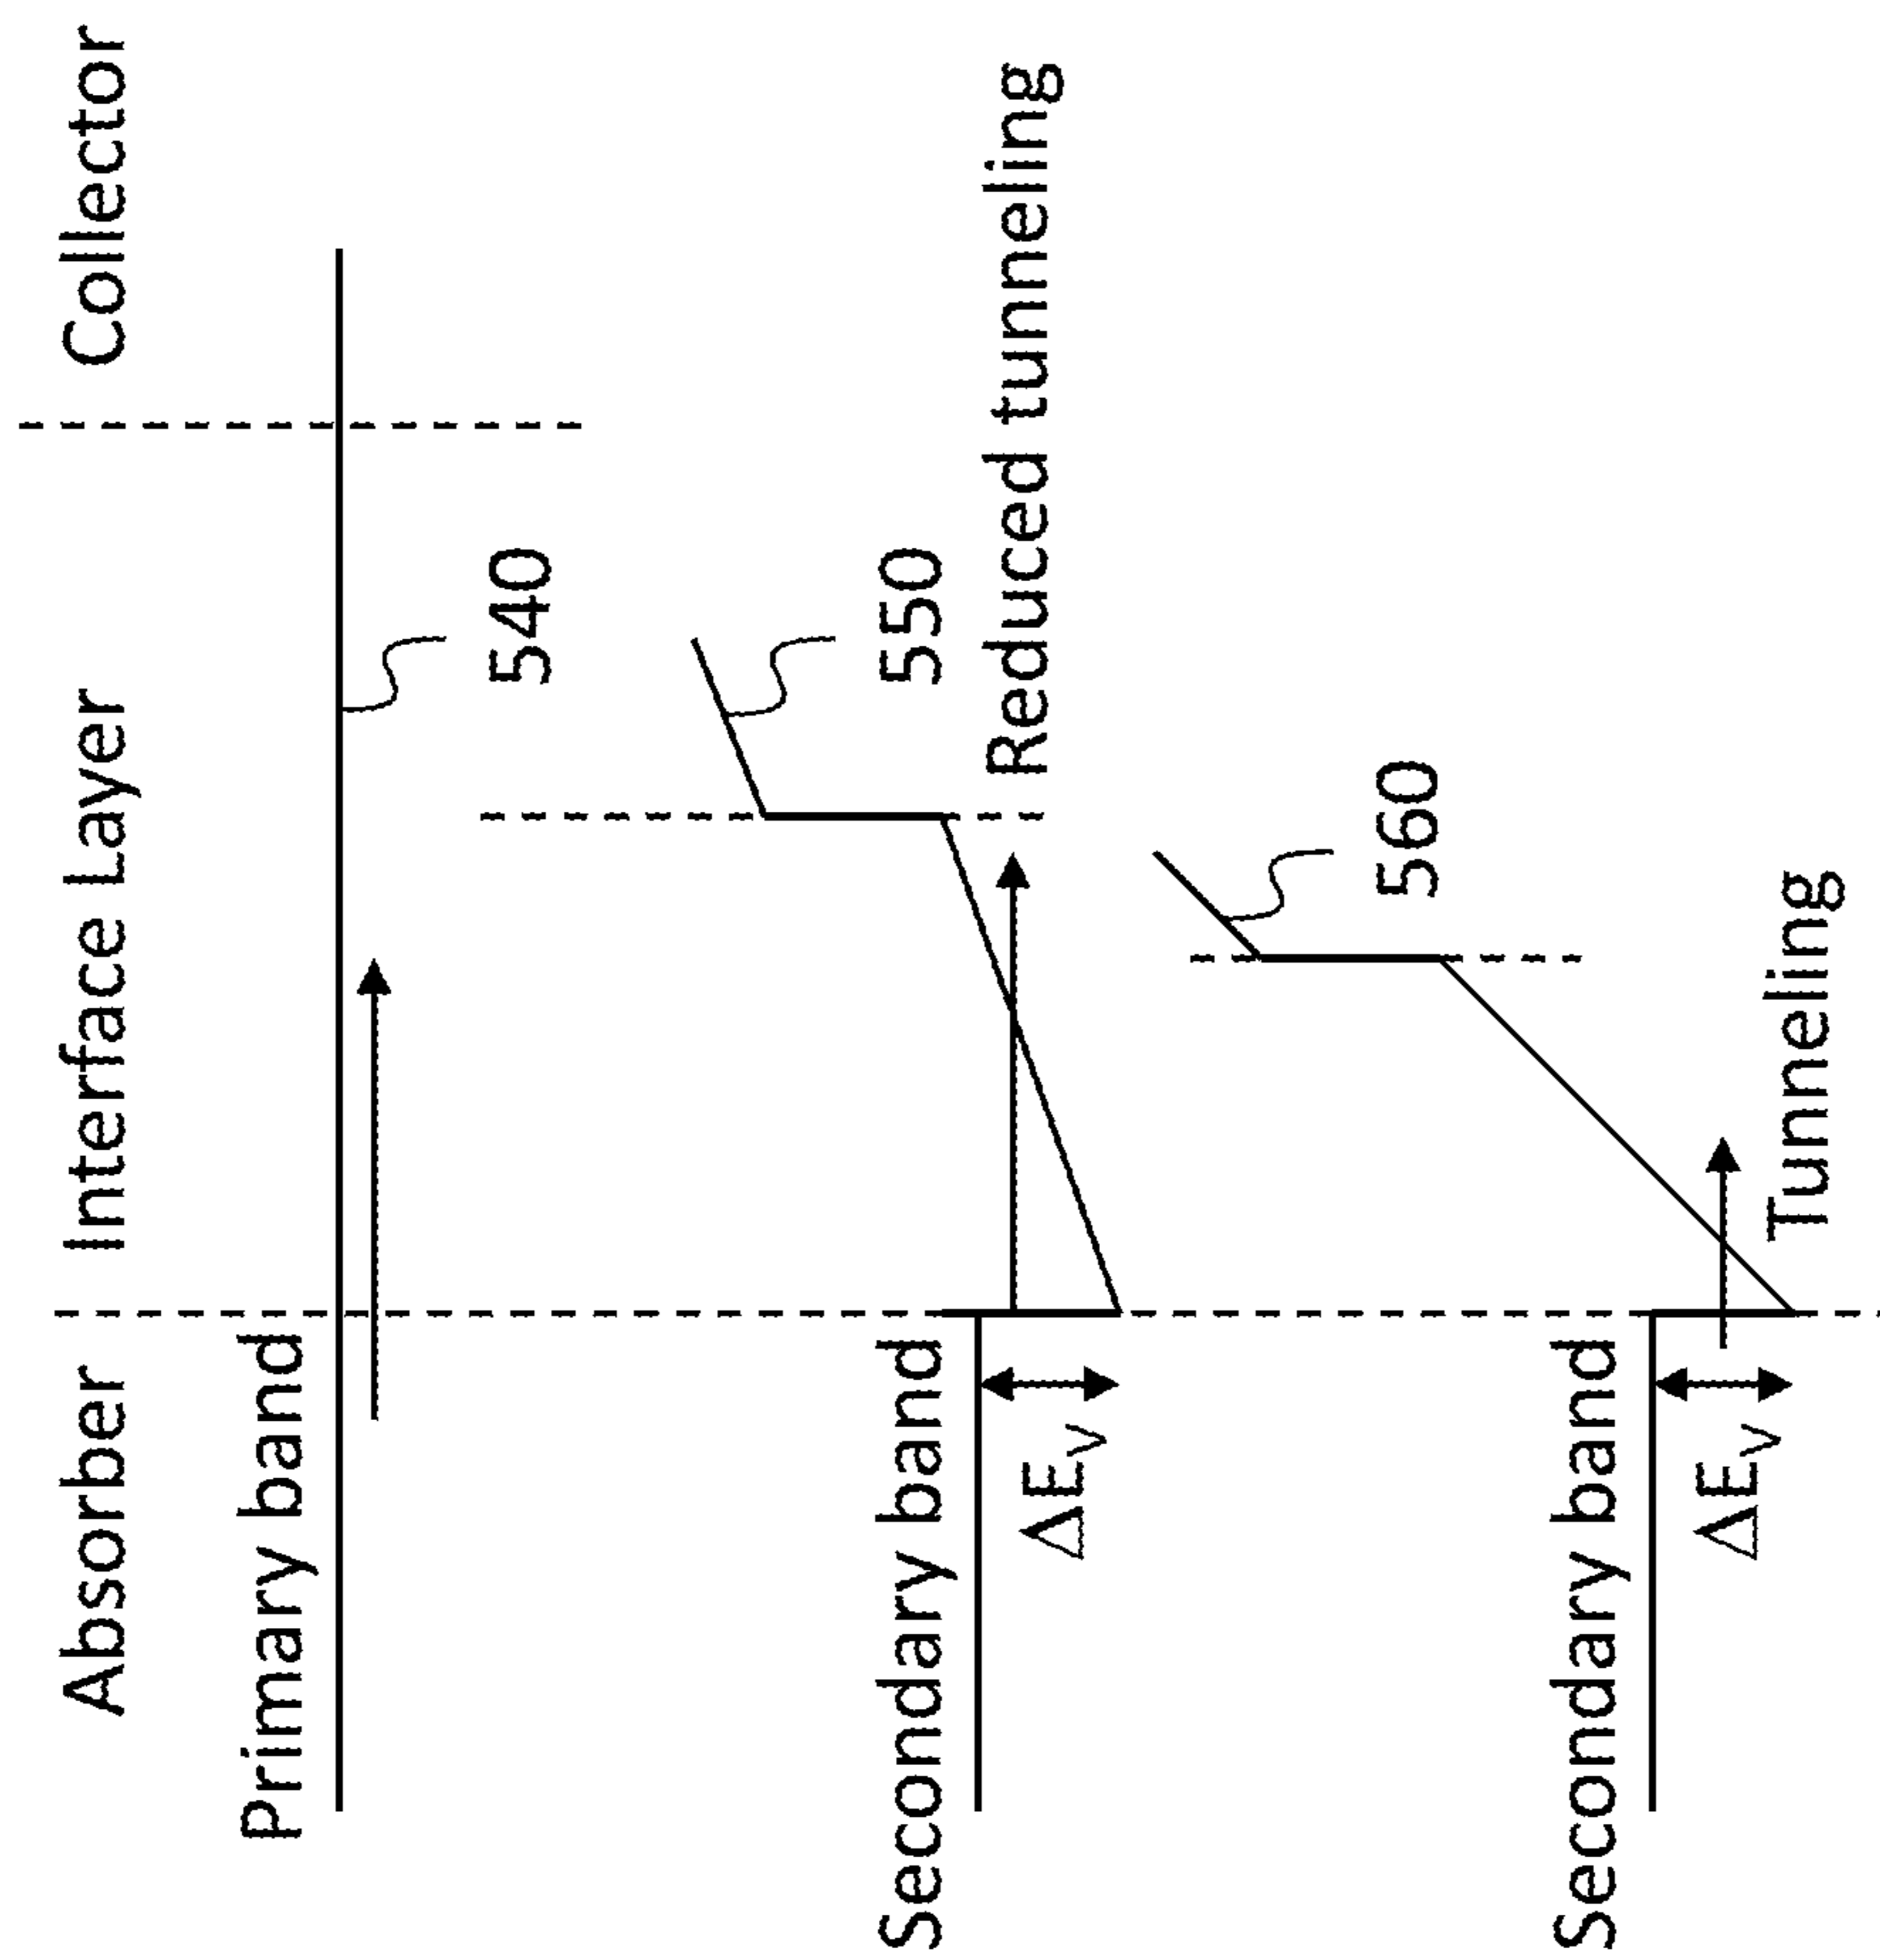 Absorber Interface Layer Collector
Primary band
540
Secondary band
550
ΔEV
Reduced tunneling
560
Secondary band
ΔEV
Tunneling